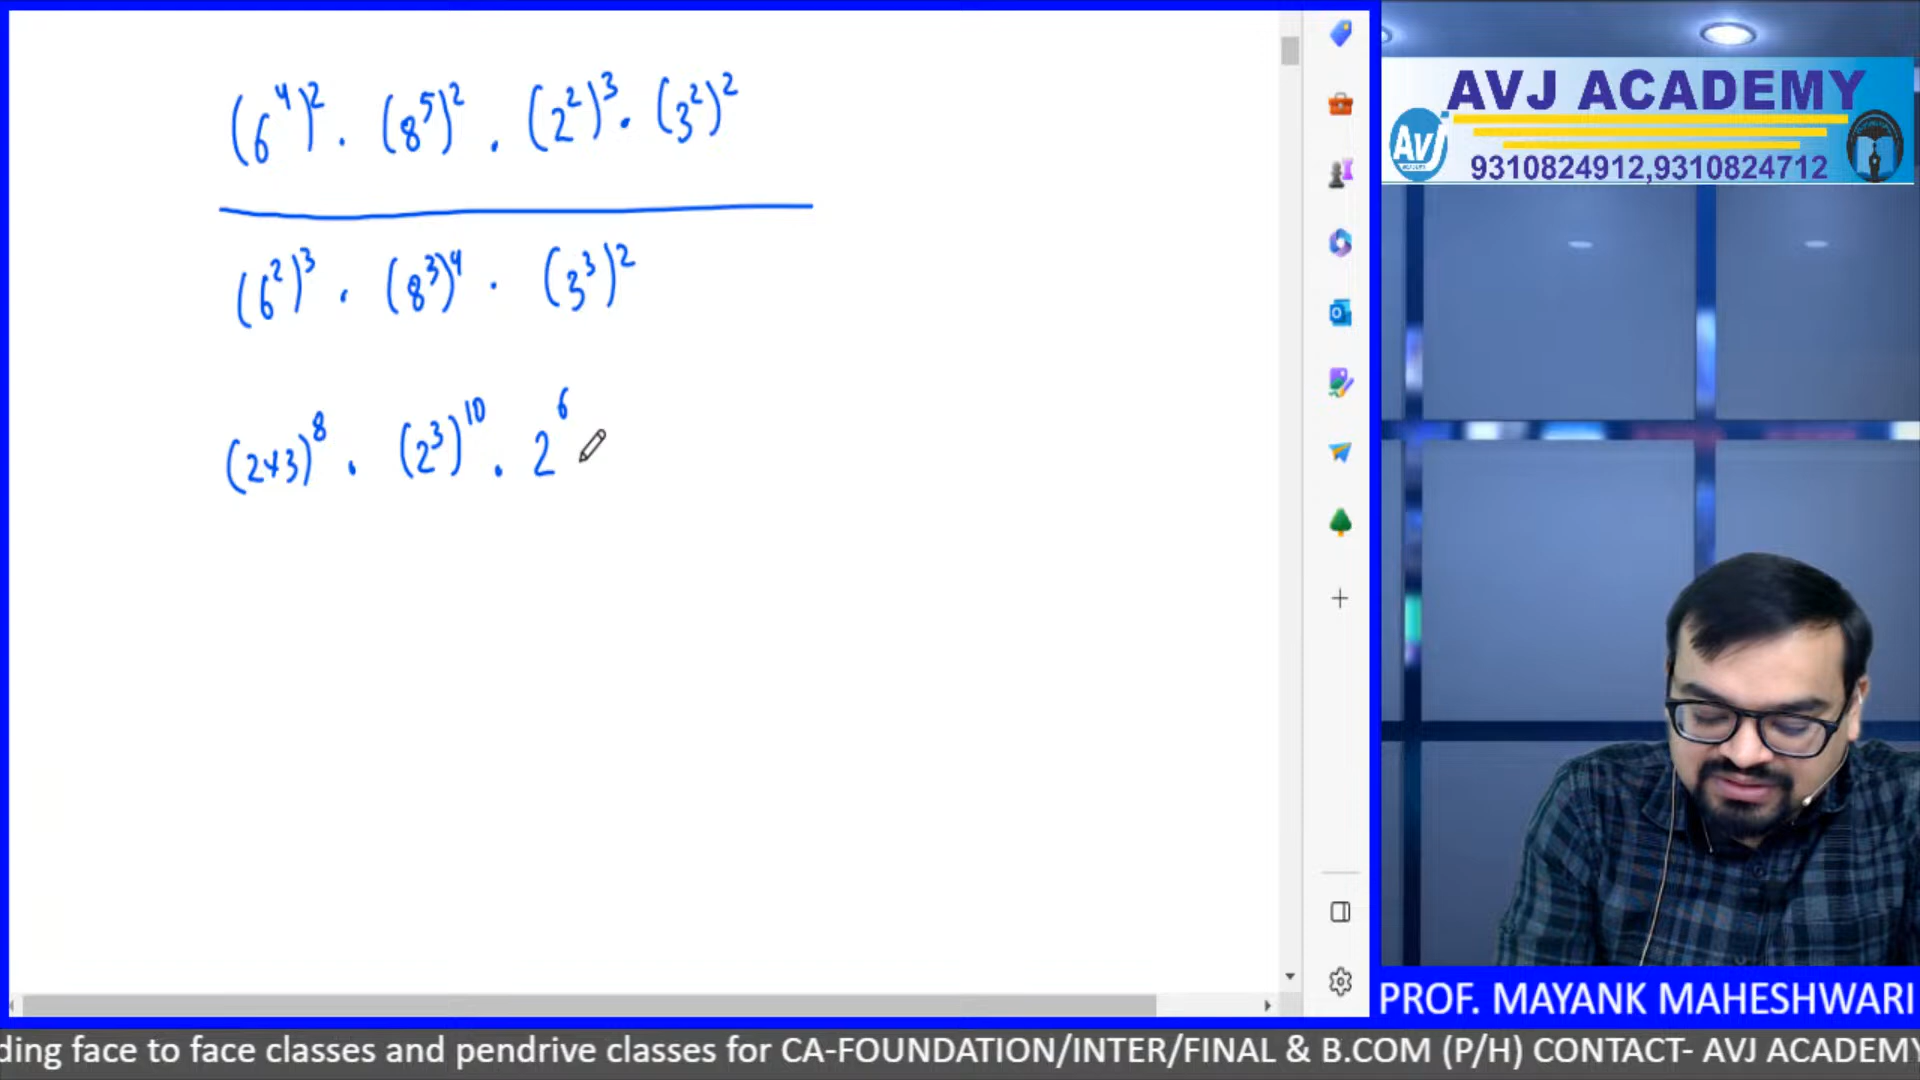 (6⁴)² . (8⁵)² . (2²)³ . (3²)²
(6²)³ . (8³)⁴ . (3³)²
(2×3)⁸ . (2³)¹⁰ . 2⁶
AVJ ACADEMY
AVJ
ACADEMY
9310824912,9310824712
PROF. MAYANK MAHESHWARI
ding face to face classes and pendrive classes for CA-FOUNDATION/INTER/FINAL & B.COM (P/H) CONTACT- AVJ ACADEMY